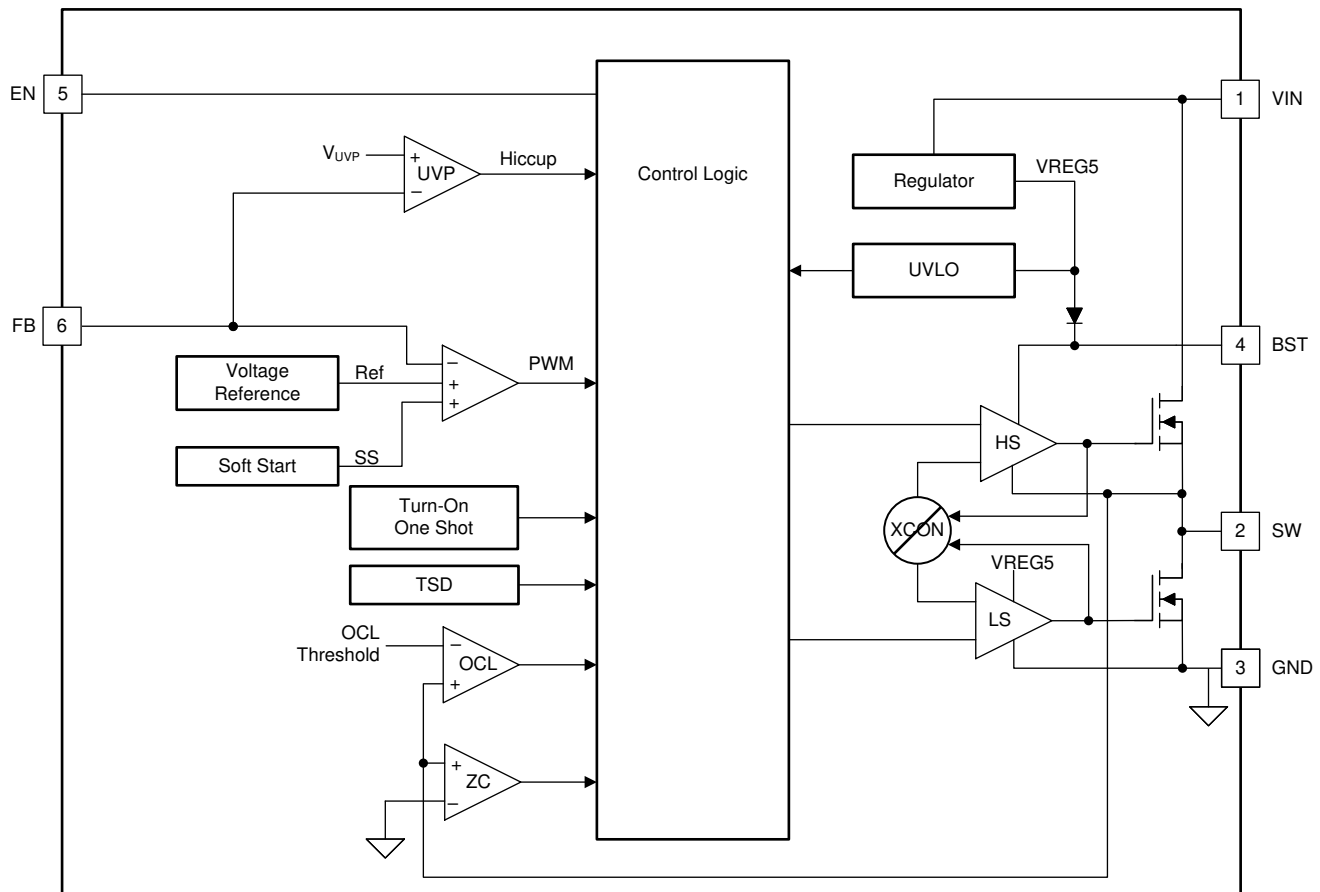 EN
5
V_UVP
+
UVP
−
Hiccup
Control Logic
1
VIN
Regulator
VREG5
UVLO
FB
6
4
BST
Voltage
Reference
Ref
−
+
+
PWM
Soft Start
SS
HS
Turn-On
One Shot
XCON
2
SW
TSD
VREG5
LS
OCL
Threshold
−
OCL
+
3
GND
+
ZC
−